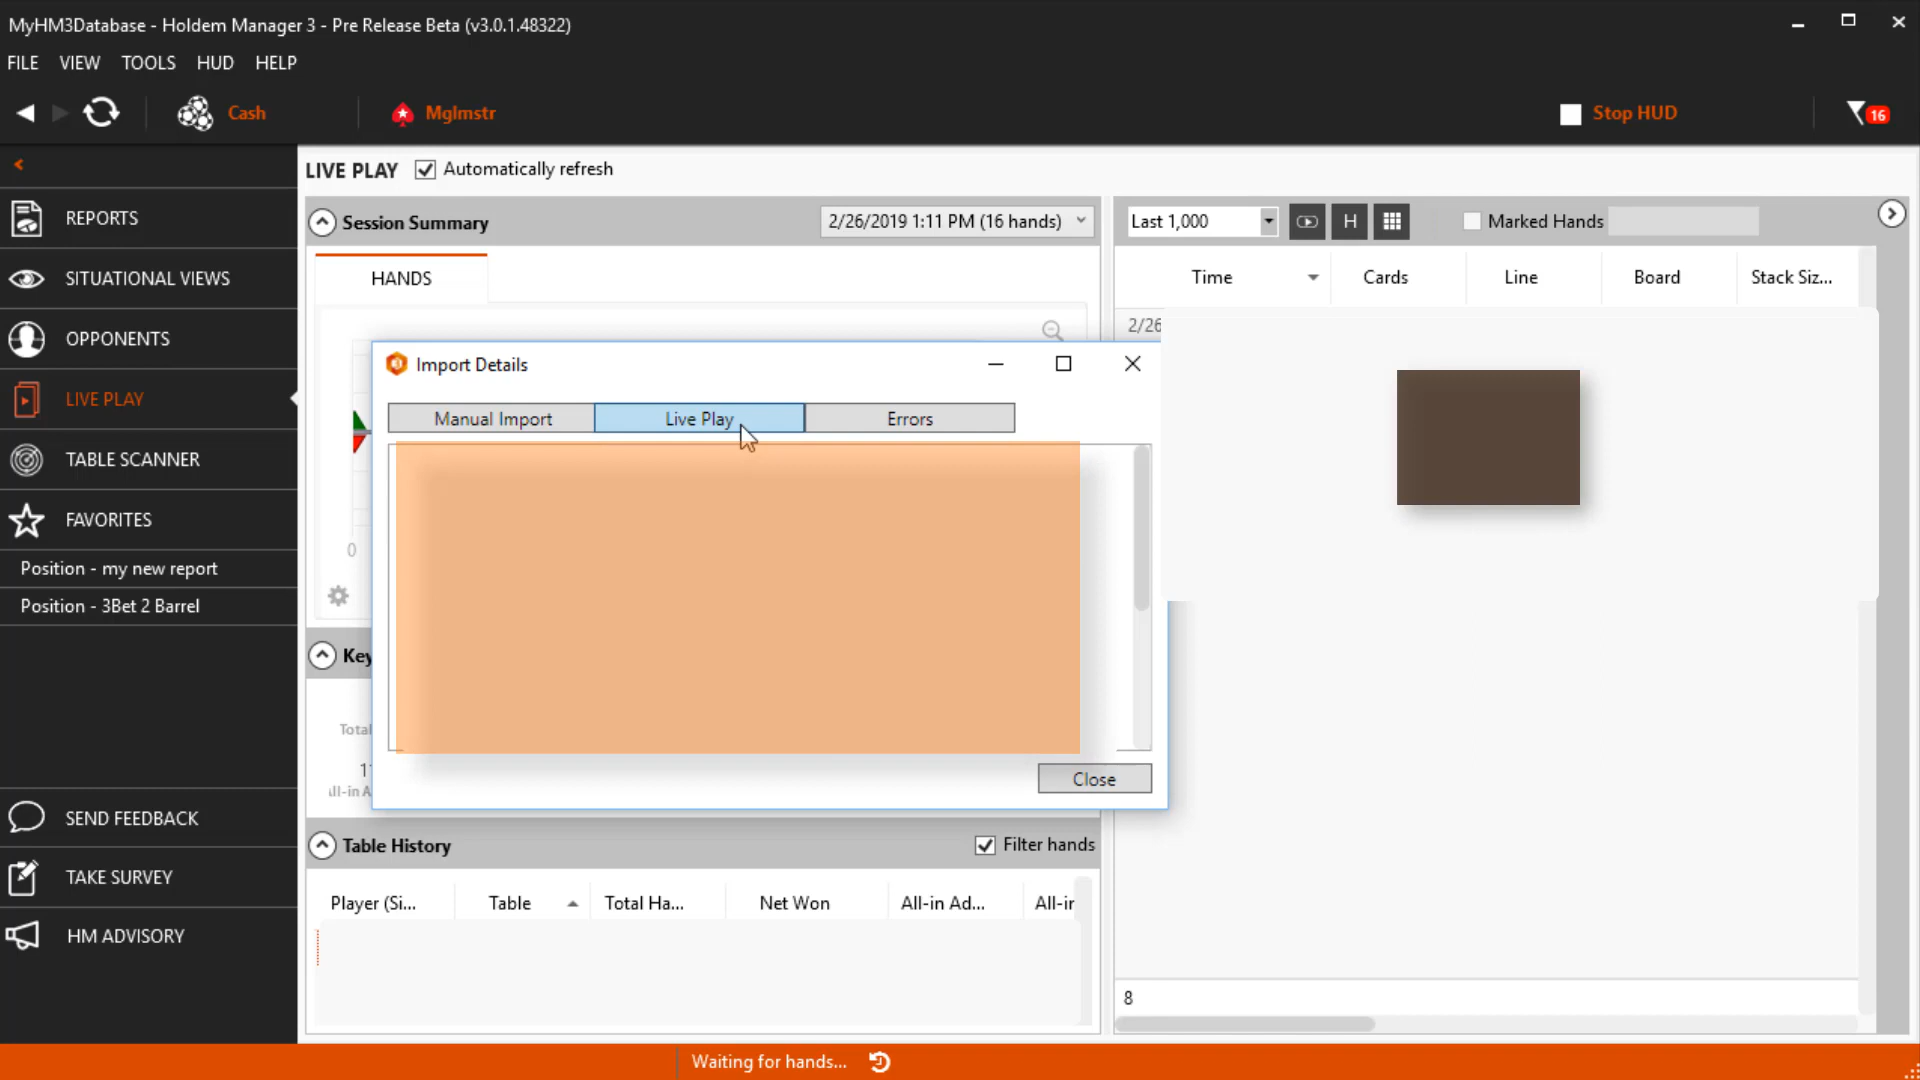 MyHM3Database - Holdem Manager 3 - Pre Release Beta (v3.0.1.48322)
FILE VIEW TOOLS HUD HELP
Cash
Mglmstr
Stop HUD
16
LIVE PLAY Automatically refresh
REPORTS
SITUATIONAL VIEWS
OPPONENTS
LIVE PLAY
TABLE SCANNER
FAVORITES
Position - my new report
Position - 3Bet 2 Barrel
SEND FEEDBACK
TAKE SURVEY
HM ADVISORY
Session Summary 2/26/2019 1:11 PM (16 hands)
HANDS
0
Import Details
Manual Import Live Play Errors
Close
Key
Total
All-in A
Table History Filter hands
Player (Si... Table Total Ha... Net Won All-in Ad... All-in
Last 1,000 H Marked Hands
Time Cards Line Board Stack Siz...
2/26
8
Waiting for hands...